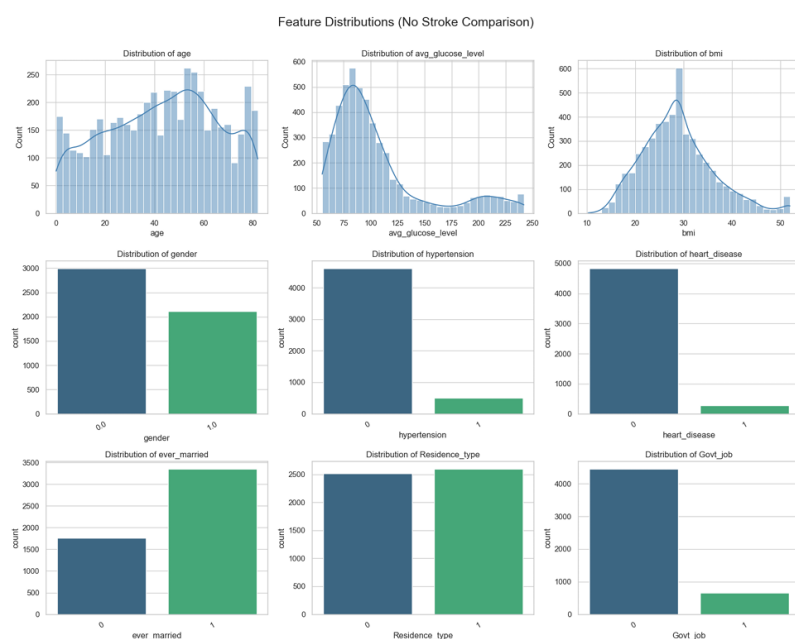 Feature Distributions (No Stroke Comparison)
Distribution of age
Distribution of avg_glucose_level
Distribution of bmi
Count
250
200
150
100
50
0
0 20 40 60 80
age
Count
600
500
400
300
200
100
0
50 75 100 125 150 175 200 225 250
avg_glucose_level
Count
600
500
400
300
200
100
0
10 20 30 40 50
bmi
Distribution of gender
Distribution of hypertension
Distribution of heart_disease
count
3000
2500
2000
1500
1000
500
0
0.0 1.0
gender
count
4000
3000
2000
1000
0
0 1
hypertension
count
5000
4000
3000
2000
1000
0
0 1
heart_disease
Distribution of ever_married
Distribution of Residence_type
Distribution of Govt_job
count
3500
3000
2500
2000
1500
1000
500
0
0 1
ever_married
count
2500
2000
1500
1000
500
0
0 1
Residence_type
count
4000
3000
2000
1000
0
0 1
Govt_job